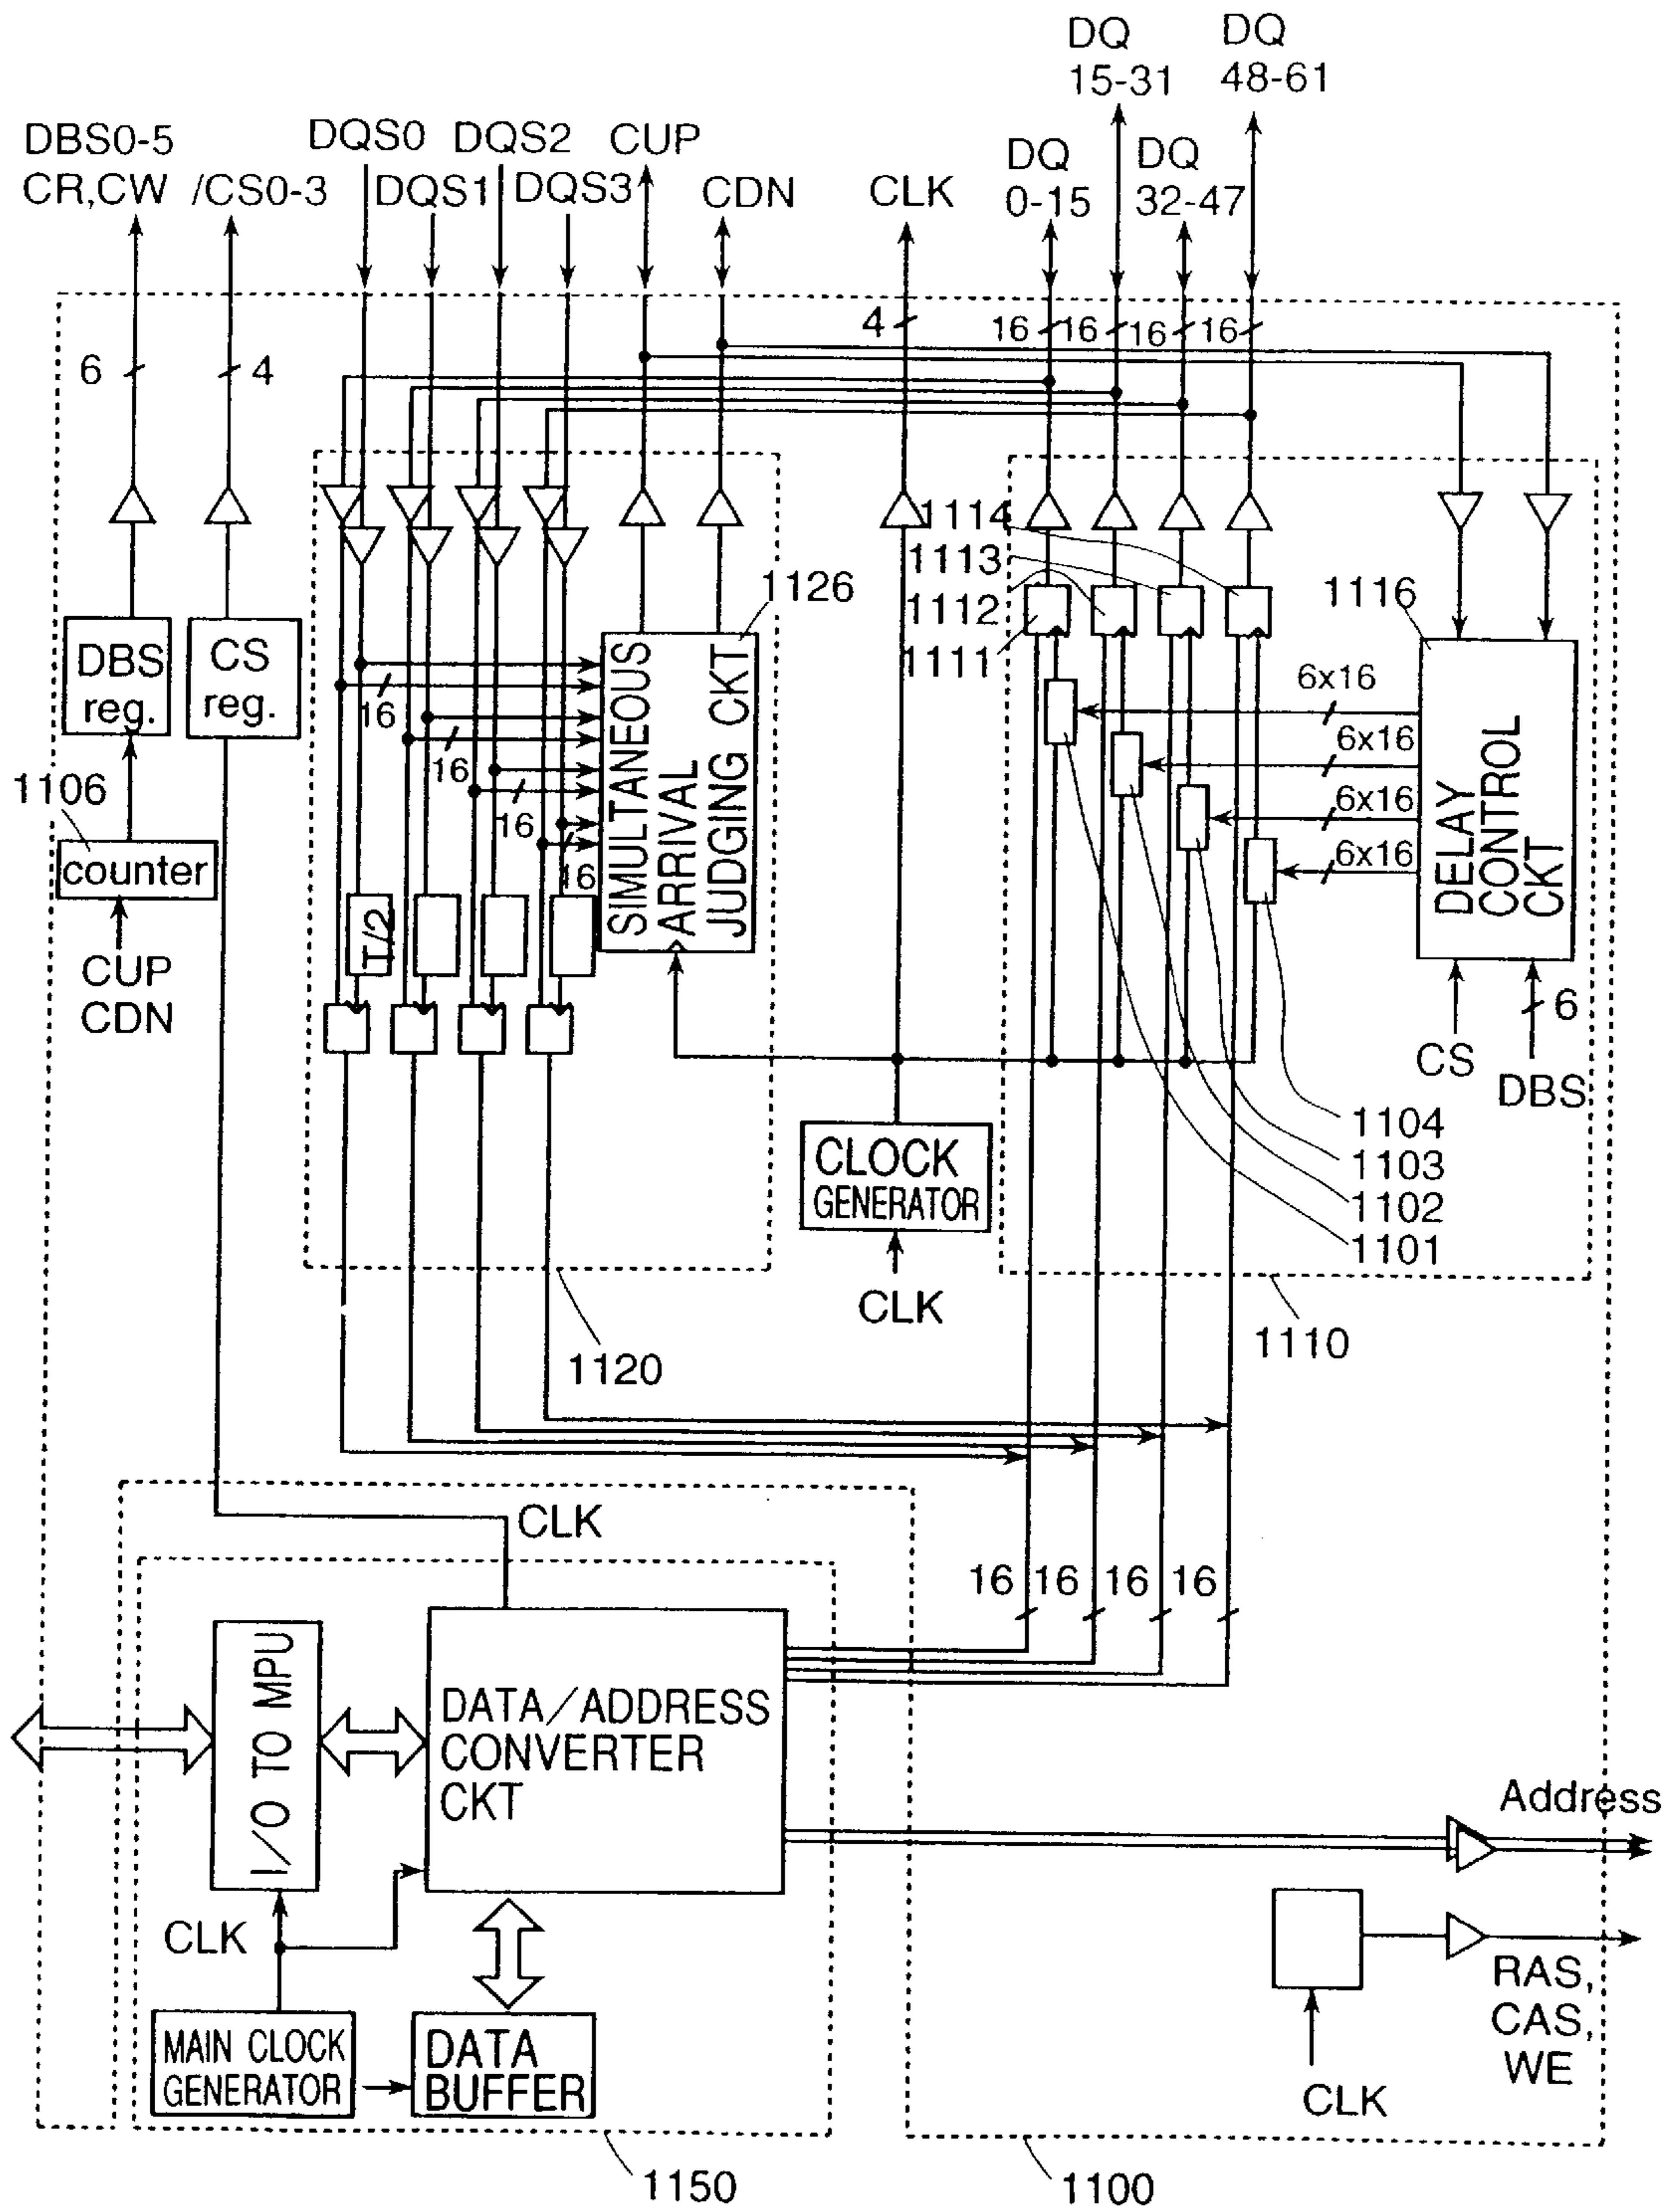 DQ
15-31
DQ
48-61
DBS0-5
CR,CW
/CS0-3
DQS0
DQS1
DQS2
DQS3
CUP
CDN
CLK
DQ
0-15
DQ
32-47
6
4
4
16
16
16
16
1114
1113
1112
1111
1126
1116
DBS
reg.
CS
reg.
16
16
16
16
SIMULTANEOUS
ARRIVAL
JUDGING CKT
6x16
6x16
6x16
6x16
DELAY
CONTROL
CKT
1106
counter
CUP
CDN
T/2
CS
6
DBS
CLOCK
GENERATOR
CLK
1104
1103
1102
1101
1120
1110
CLK
16
16
16
16
I/O TO MPU
DATA/ADDRESS
CONVERTER
CKT
Address
CLK
MAIN CLOCK
GENERATOR
DATA
BUFFER
RAS,
CAS,
WE
CLK
1150
1100